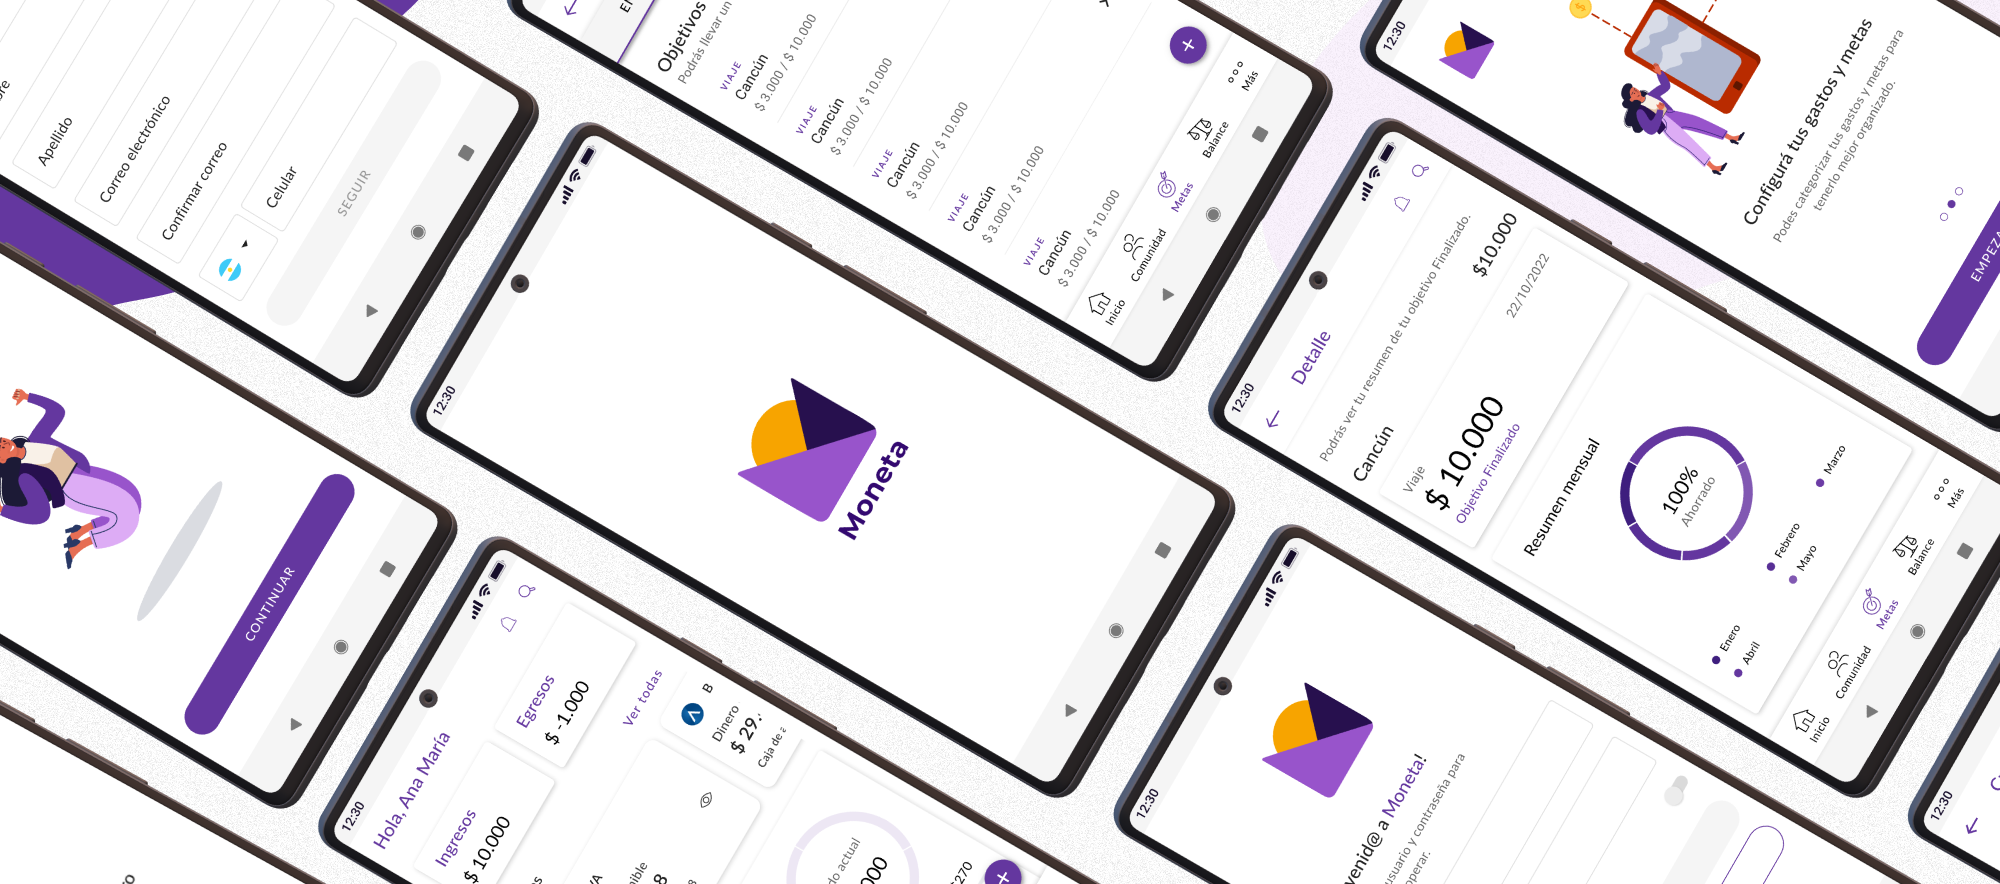 Apellido
Correo electrónico
Confirmar correo
Celular
SEGUIR
Objetivos
Podrás llevar un
VIAJE
Cancún
$ 3.000 / $ 10.000
VIAJE
Cancún
$ 3.000 / $ 10.000
VIAJE
Cancún
$ 3.000 / $ 10.000
VIAJE
Cancún
$ 3.000 / $ 10.000
VIAJE
Cancún
$ 3.000 / $ 10.000
Inicio
Comunidad
Metas
Balance
Más
12:30
Configurá tus gastos y metas
Podes categorizar tus gastos y metas para
tenerlo mejor organizado.
CONTINUAR
12:30
Moneta
12:30
Detalle
Podrás ver tu resumen de tu objetivo Finalizado.
Cancún
$10.000
Viaje
22/10/2022
$ 10.000
Objetivo Finalizado
Resumen mensual
100%
Ahorrado
Enero
Febrero
Marzo
Abril
Mayo
Inicio
Comunidad
Metas
Balance
Más
12:30
Hola, Ana María
Ingresos
$ 10.000
Egresos
$ -1.000
Ver todas
Dinero
$ 29.
Caja de
12:30
a Moneta!
y contraseña para
12:30